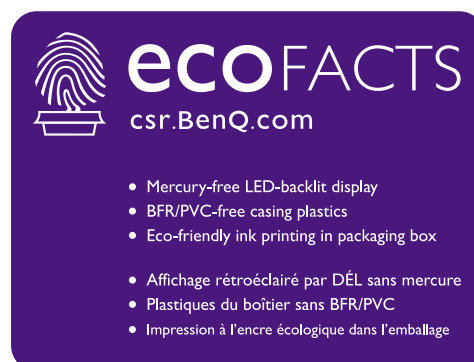 ecoFACTS
csr.BenQ.com
• Mercury-free LED-backlit display
• BFR/PVC-free casing plastics
• Eco-friendly ink printing in packaging box
• Affichage rétroéclairé par DÉL sans mercure
• Plastiques du boîtier sans BFR/PVC
• Impression à l'encre écologique dans l'emballage